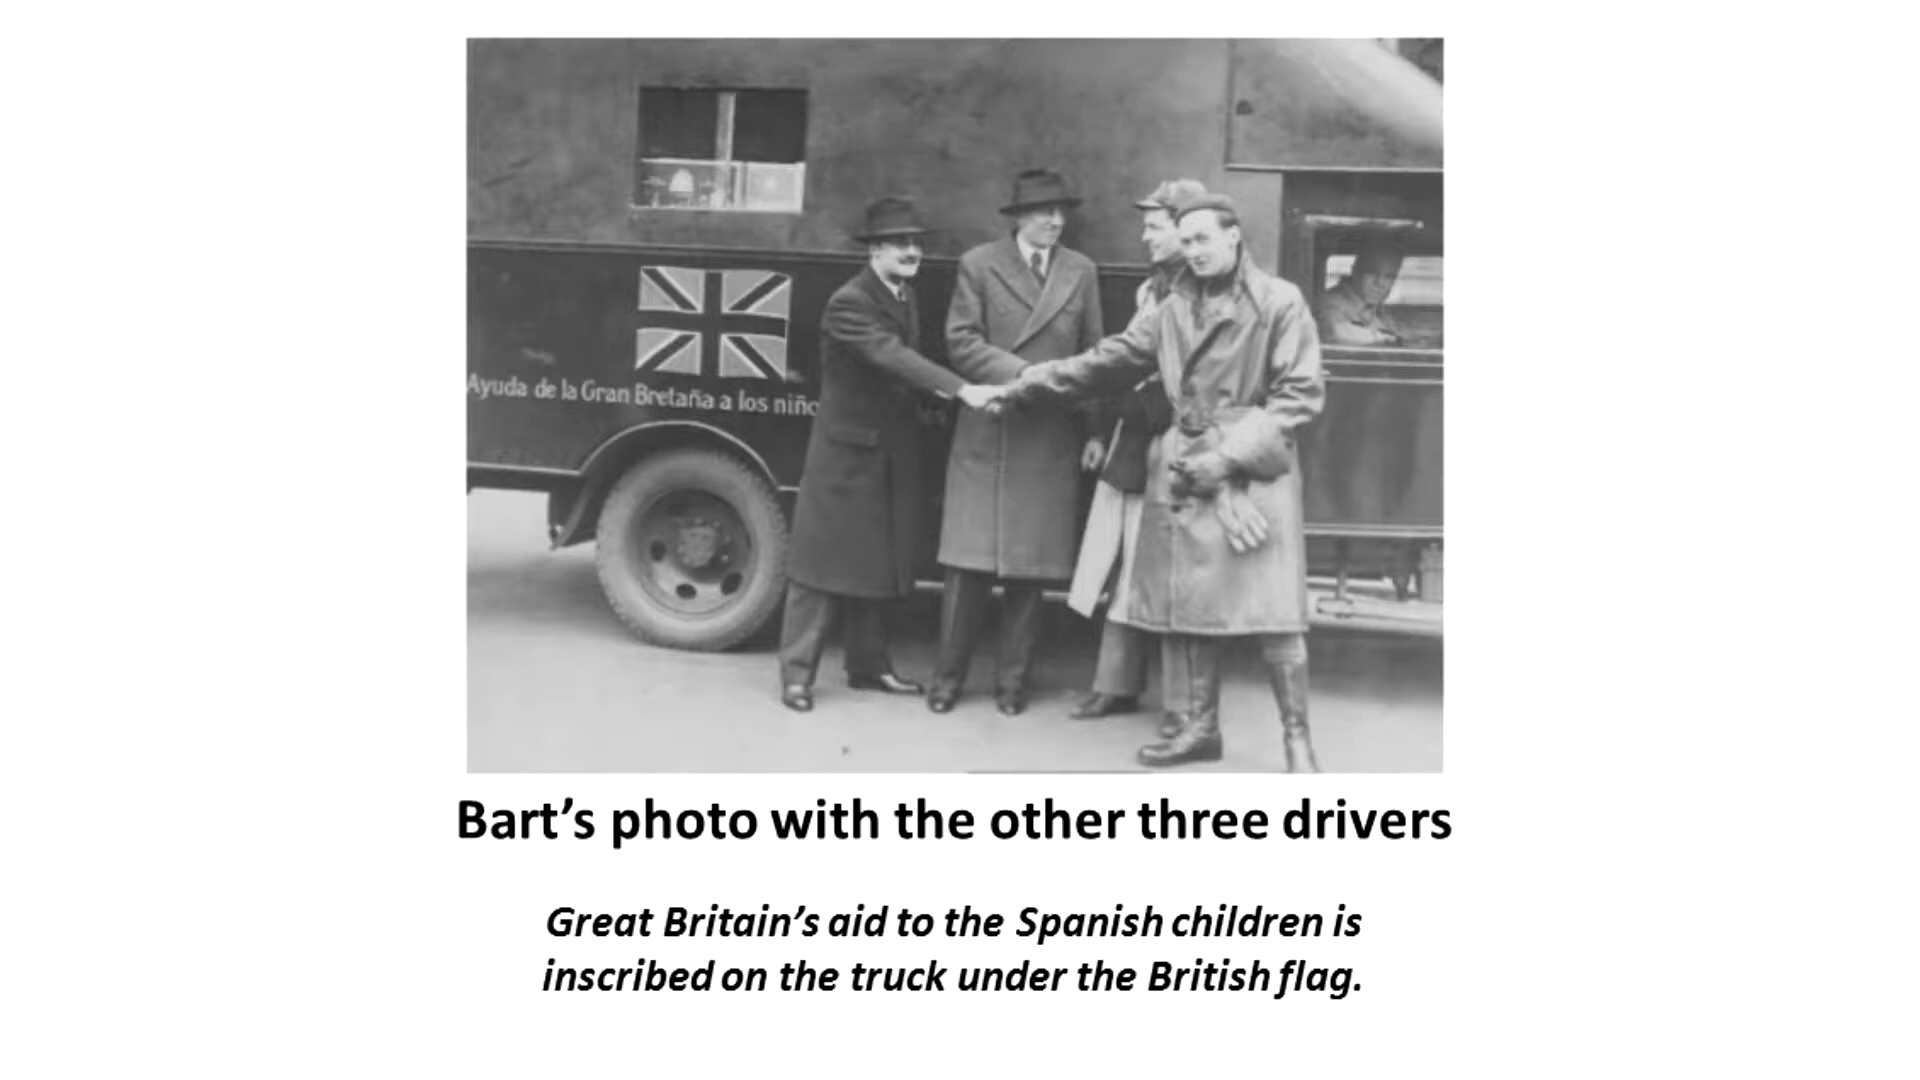 Ayuda de la Gran Bretaña a los niño
Bart’s photo with the other three drivers
Great Britain’s aid to the Spanish children is
inscribed on the truck under the British flag.